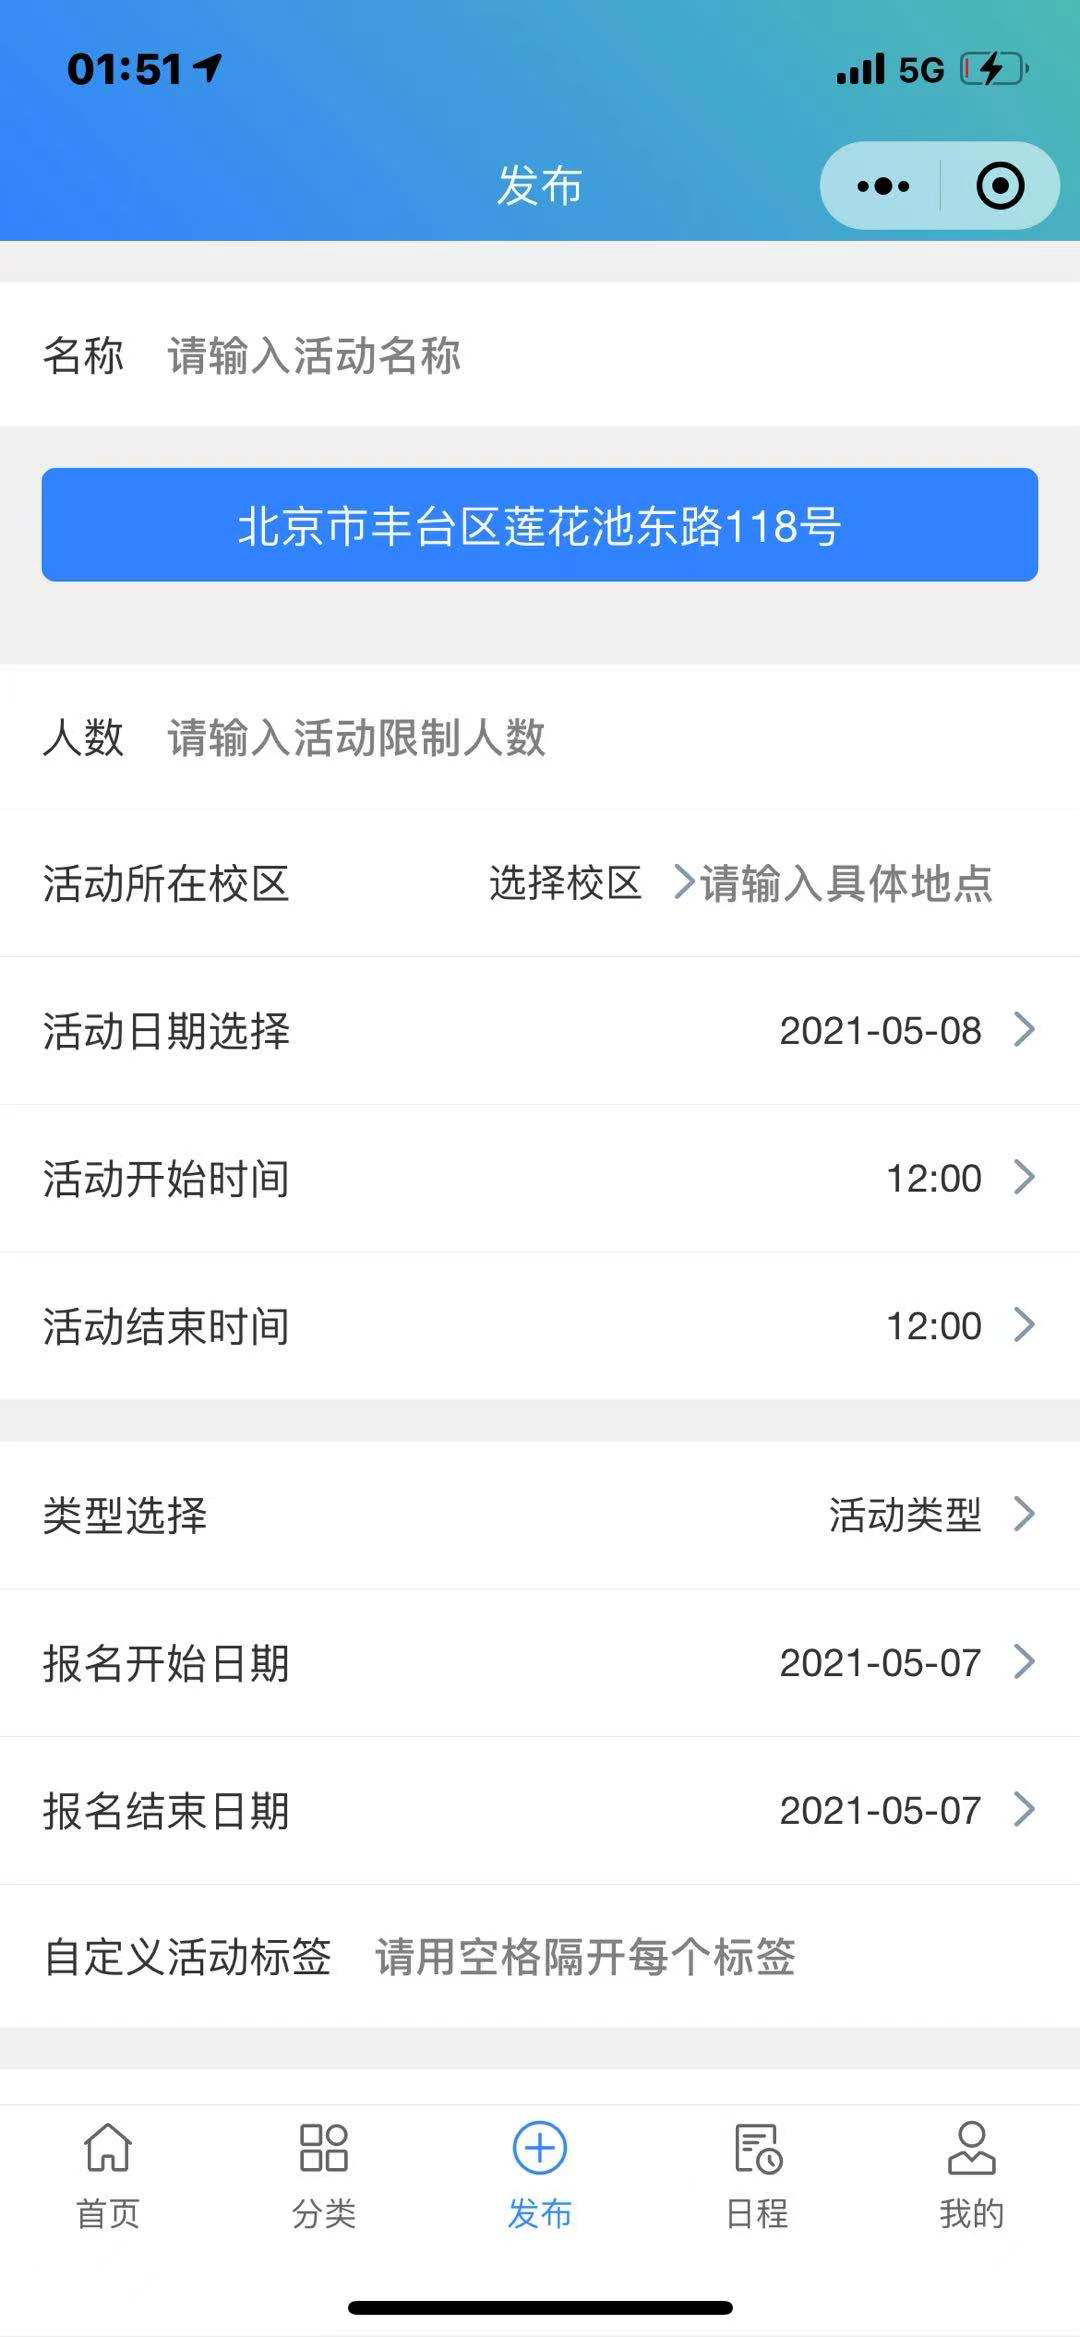 01:51 5G
发布
名称 请输入活动名称
北京市丰台区莲花池东路118号
人数 请输入活动限制人数
活动所在校区 选择校区 请输入具体地点
活动日期选择 2021-05-08
活动开始时间 12:00
活动结束时间 12:00
类型选择 活动类型
报名开始日期 2021-05-07
报名结束日期 2021-05-07
自定义活动标签 请用空格隔开每个标签
首页 分类 发布 日程 我的